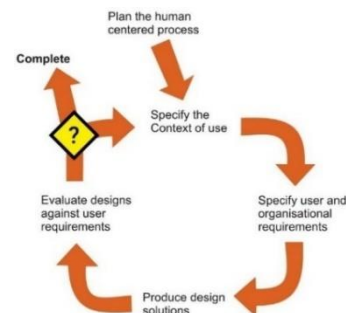 Plan the human
centered process
Complete
?
Specify the
Context of use
Evaluate designs
against user
requirements
Specify user and
organisational
requirements
Produce design
solutions